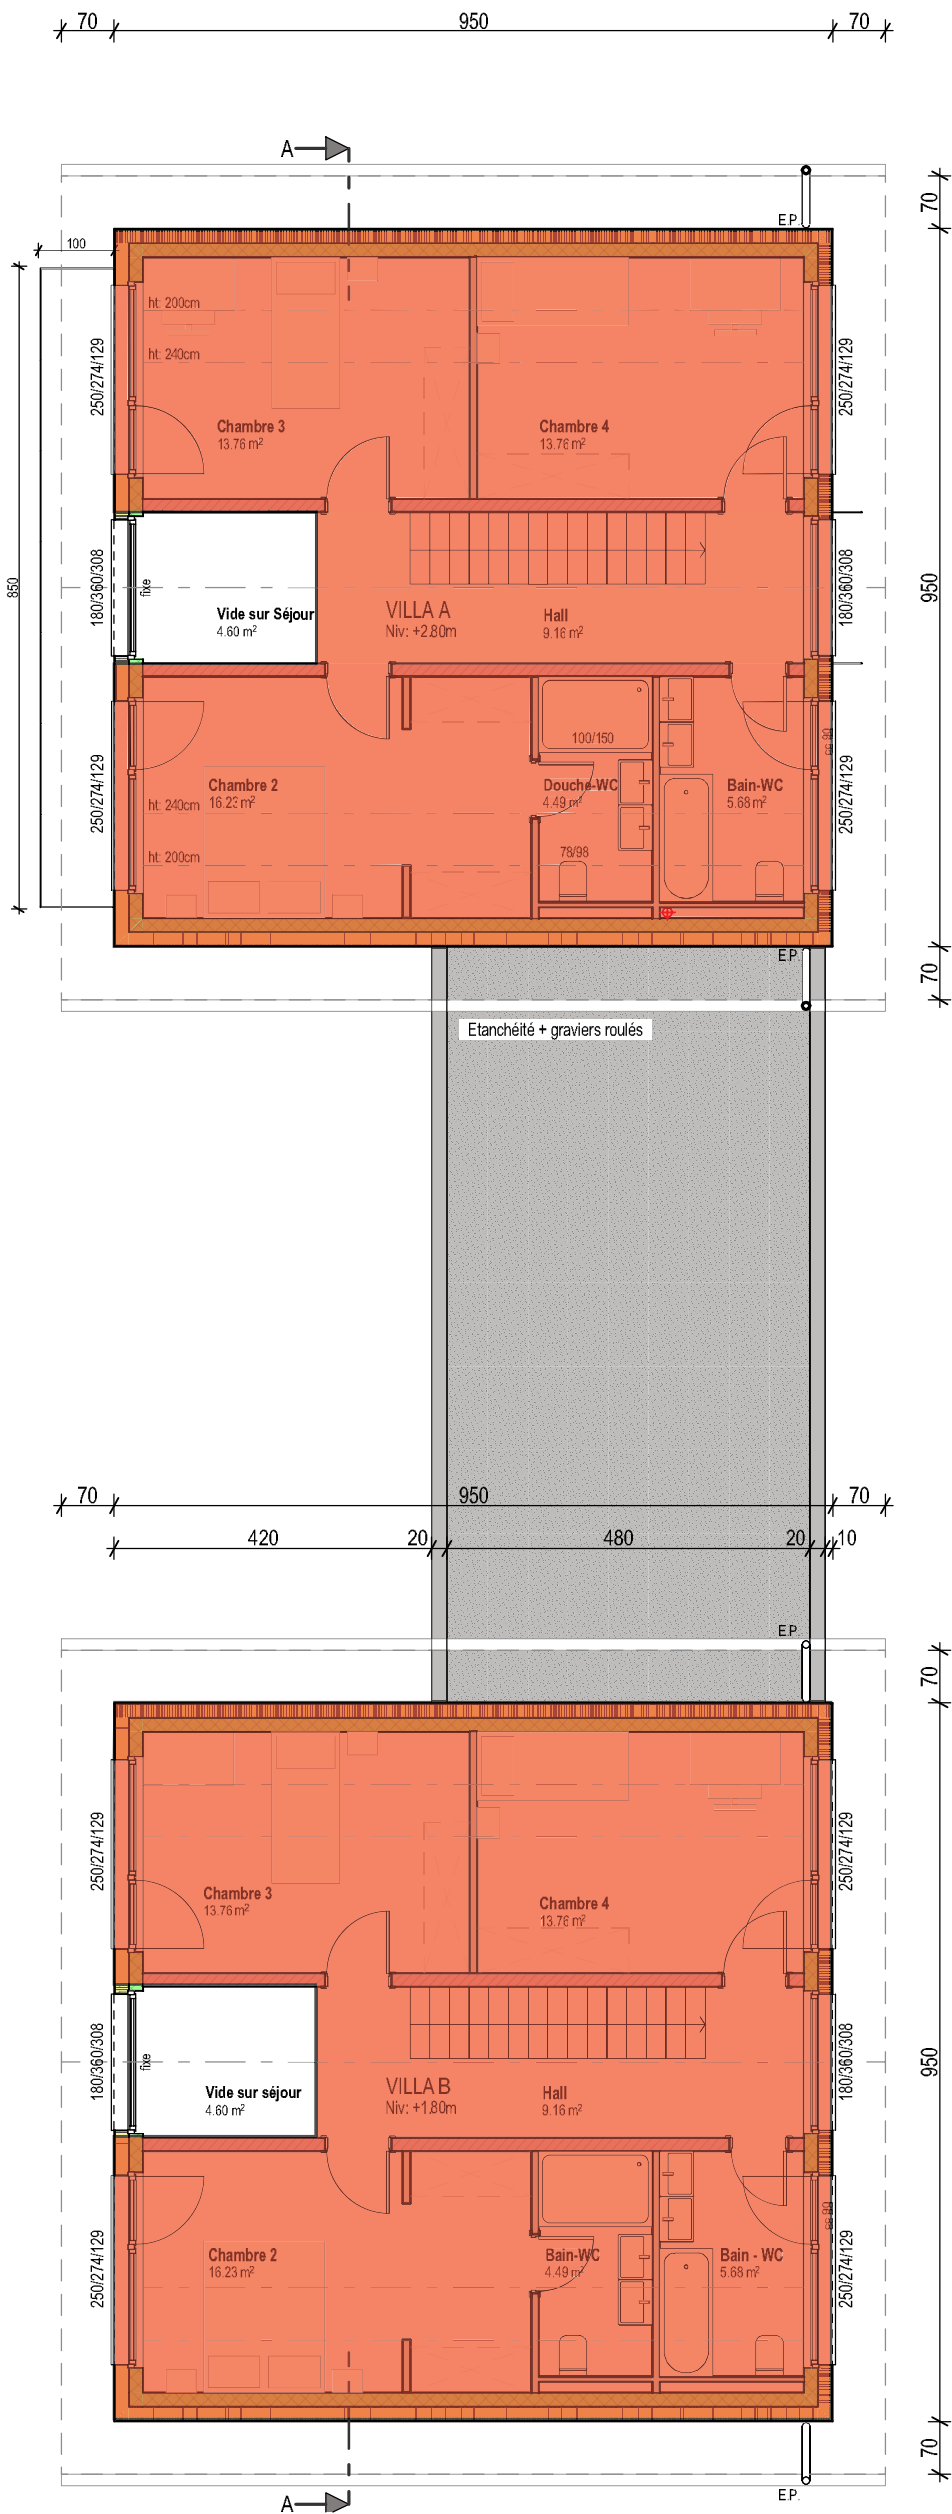 70 950 70
A
70
E.P.
100
ht: 200cm
ht: 240cm
250/274/129
250/274/129
Chambre 3
13.76 m²
Chambre 4
13.76 m²
850
180/360/308
fixe
Vide sur Séjour
4.60 m²
VILLA A
Niv: +2.80m
Hall
9.16 m²
180/360/308
950
100/150
Chambre 2
16.23 m²
Douche-WC
4.49 m²
Bain-WC
5.68 m²
250/274/129
ht: 240cm
ht: 200cm
78/98
250/274/129
E.P.
70
Etanchéité + graviers roulés
70 950 70
420 20 480 20 10
E.P.
70
250/274/129
250/274/129
Chambre 3
13.76 m²
Chambre 4
13.76 m²
180/360/308
fixe
Vide sur séjour
4.60 m²
VILLA B
Niv: +1.80m
Hall
9.16 m²
180/360/308
950
Chambre 2
16.23 m²
Bain-WC
4.49 m²
Bain - WC
5.68 m²
250/274/129
250/274/129
70
E.P.
A